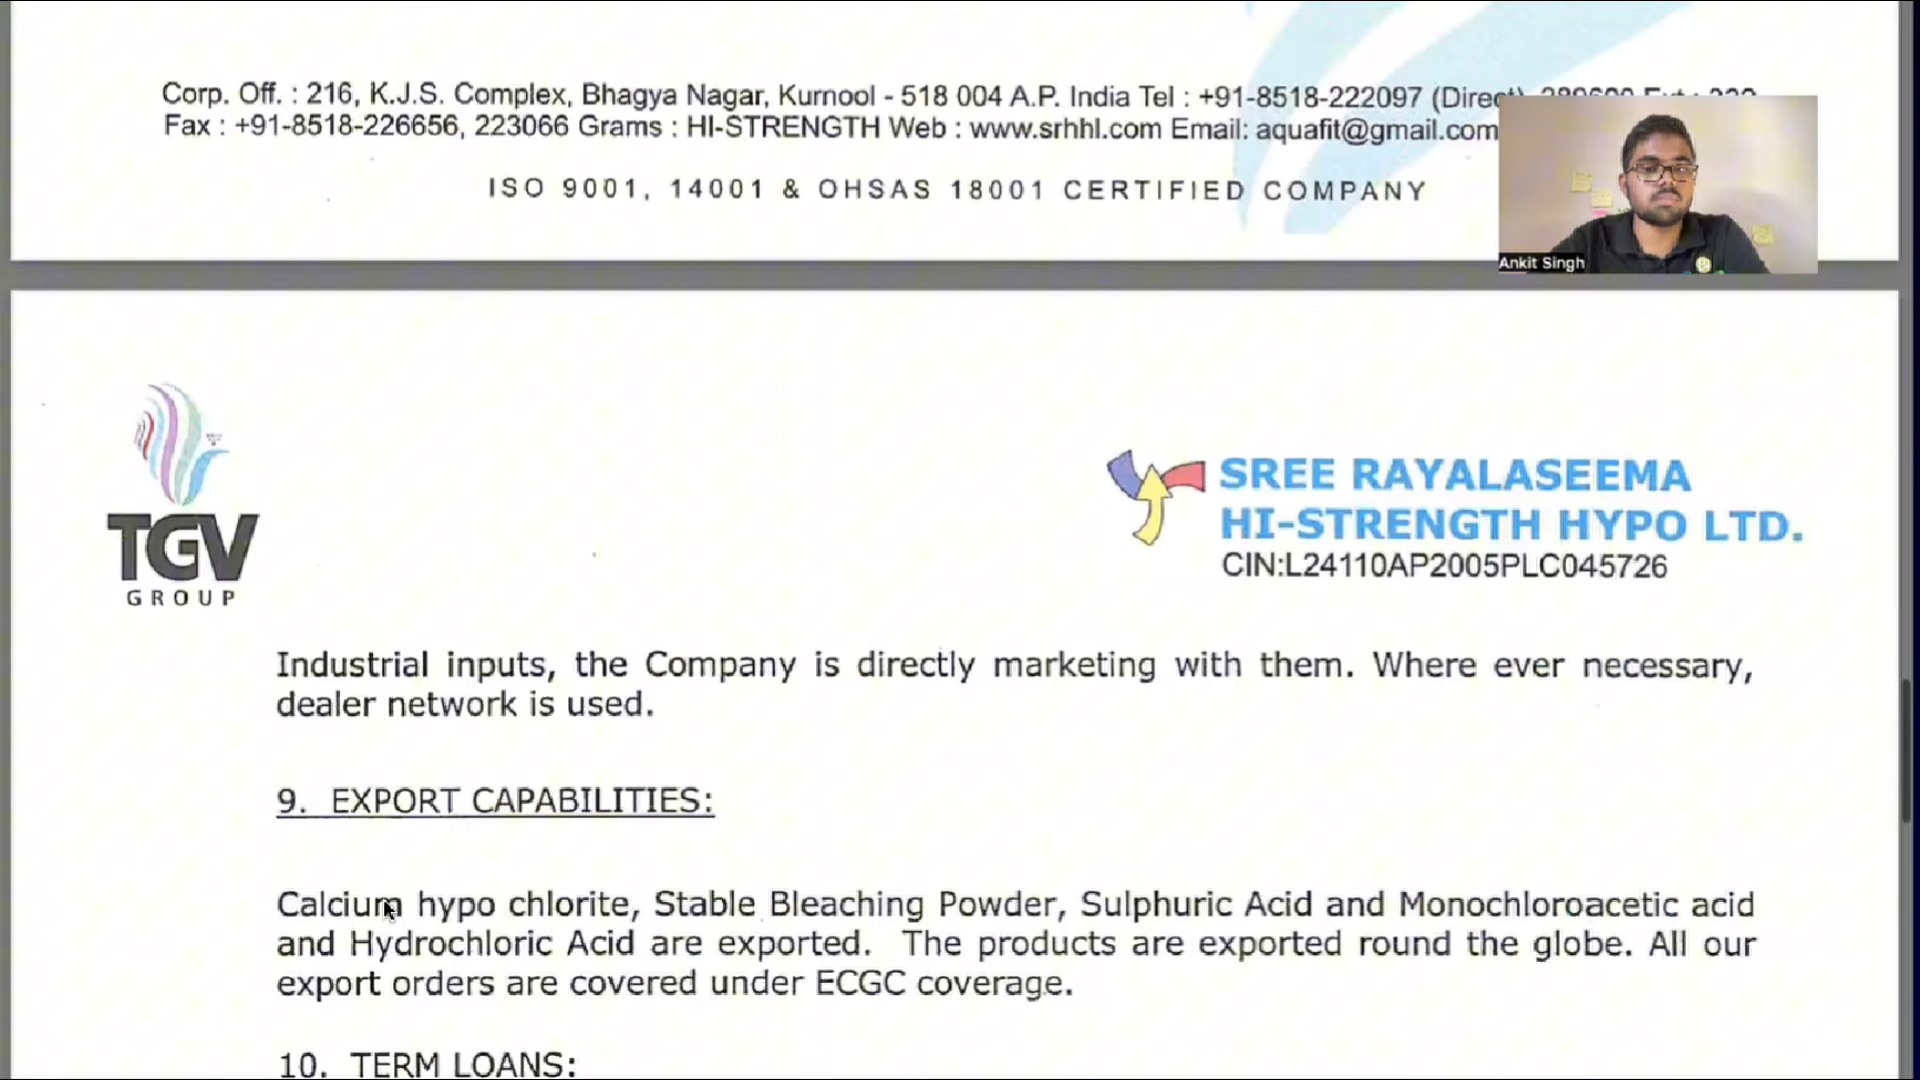 Corp. Off. : 216, K.J.S. Complex, Bhagya Nagar, Kurnool - 518 004 A.P. India Tel : +91-8518-222097 (Direct),
Fax : +91-8518-226656, 223066 Grams : HI-STRENGTH Web : www.srhhl.com Email: aquafit@gmail.com
ISO 9001, 14001 & OHSAS 18001 CERTIFIED COMPANY
Ankit Singh
TGV
GROUP
SREE RAYALASEEMA
HI-STRENGTH HYPO LTD.
CIN:L24110AP2005PLC045726
Industrial inputs, the Company is directly marketing with them. Where ever necessary,
dealer network is used.
9. EXPORT CAPABILITIES:
Calcium hypo chlorite, Stable Bleaching Powder, Sulphuric Acid and Monochloroacetic acid
and Hydrochloric Acid are exported. The products are exported round the globe. All our
export orders are covered under ECGC coverage.
10. TERM LOANS: